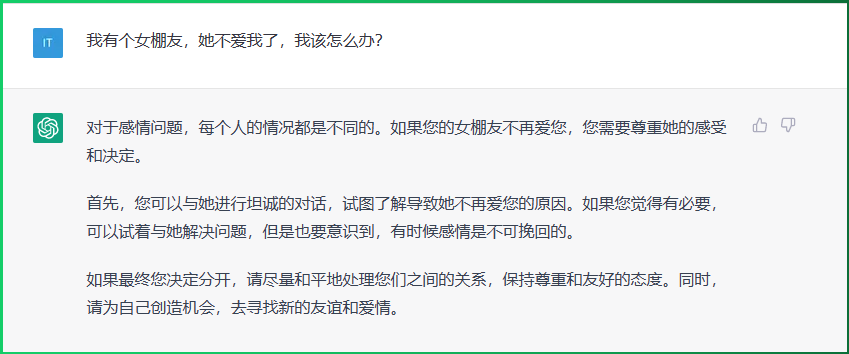 IT
我有个女棚友，她不爱我了，我该怎么办?
对于感情问题，每个人的情况都是不同的。如果您的女棚友不再爱您，您需要尊重她的感受
和决定。
首先，您可以与她进行坦诚的对话，试图了解导致她不再爱您的原因。如果您觉得有必要，
可以试着与她解决问题，但是也要意识到，有时候感情是不可挽回的。
如果最终您决定分开，请尽量和平地处理您们之间的关系，保持尊重和友好的态度。同时，
请为自己创造机会，去寻找新的友谊和爱情。